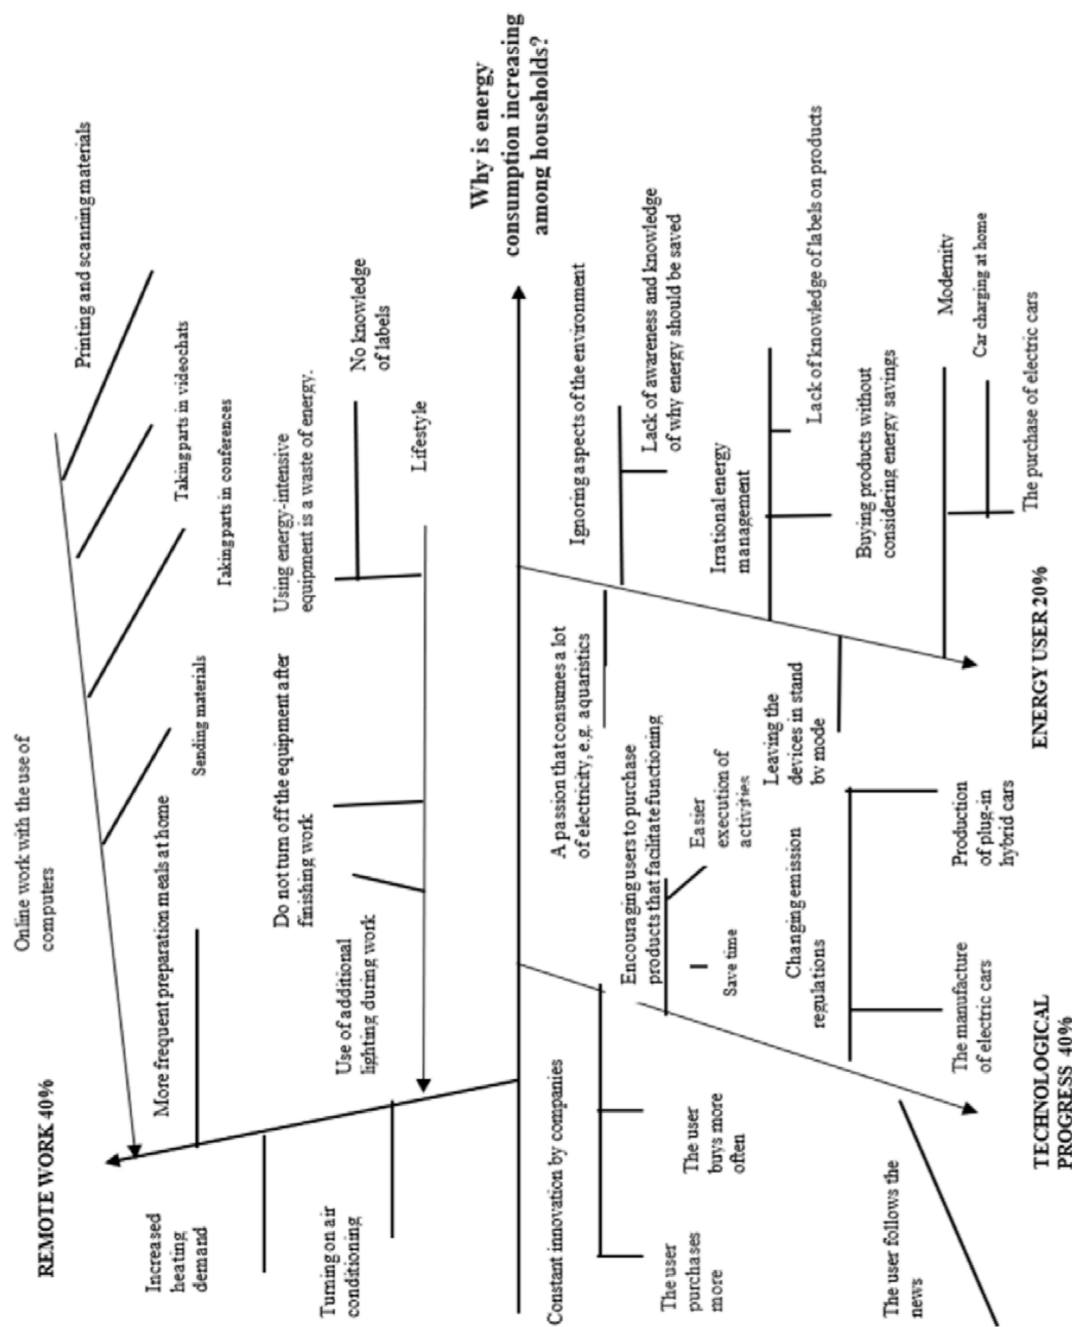 REMOTE WORK 40%
Online work with the use of
computers
Printing and scanning materials
Taking parts in videochats
Taking parts in conferences
Sending materials
More frequent preparation meals at home
Increased
heating
demand
Turning on air
conditioning
Use of additional
lighting during work
Do not turn off the equipment after
finishing work
Using energy-intensive
equipment is a waste of energy.
No knowledge
of labels
Lifestyle
Why is energy
consumption increasing
among households?
Constant innovation by companies
The user
purchases
more
The user
buys more
often
Encouraging users to purchase
products that facilitate functioning
Save time
Easier
execution of
activities
Changing emission
regulations
The manufacture
of electric cars
Production
of plug-in
hybrid cars
The user follows the
news
TECHNOLOGICAL
PROGRESS 40%
A passion that consumes a lot
of electricity, e.g. aquaristics
Ignoring aspects of the environment
Lack of awareness and knowledge
of why energy should be saved
Irrational energy
management
Lack of knowledge of labels on products
Buying products without
considering energy savings
Leaving the
devices in stand
by mode
Modernity
Car charging at home
The purchase of electric cars
ENERGY USER 20%